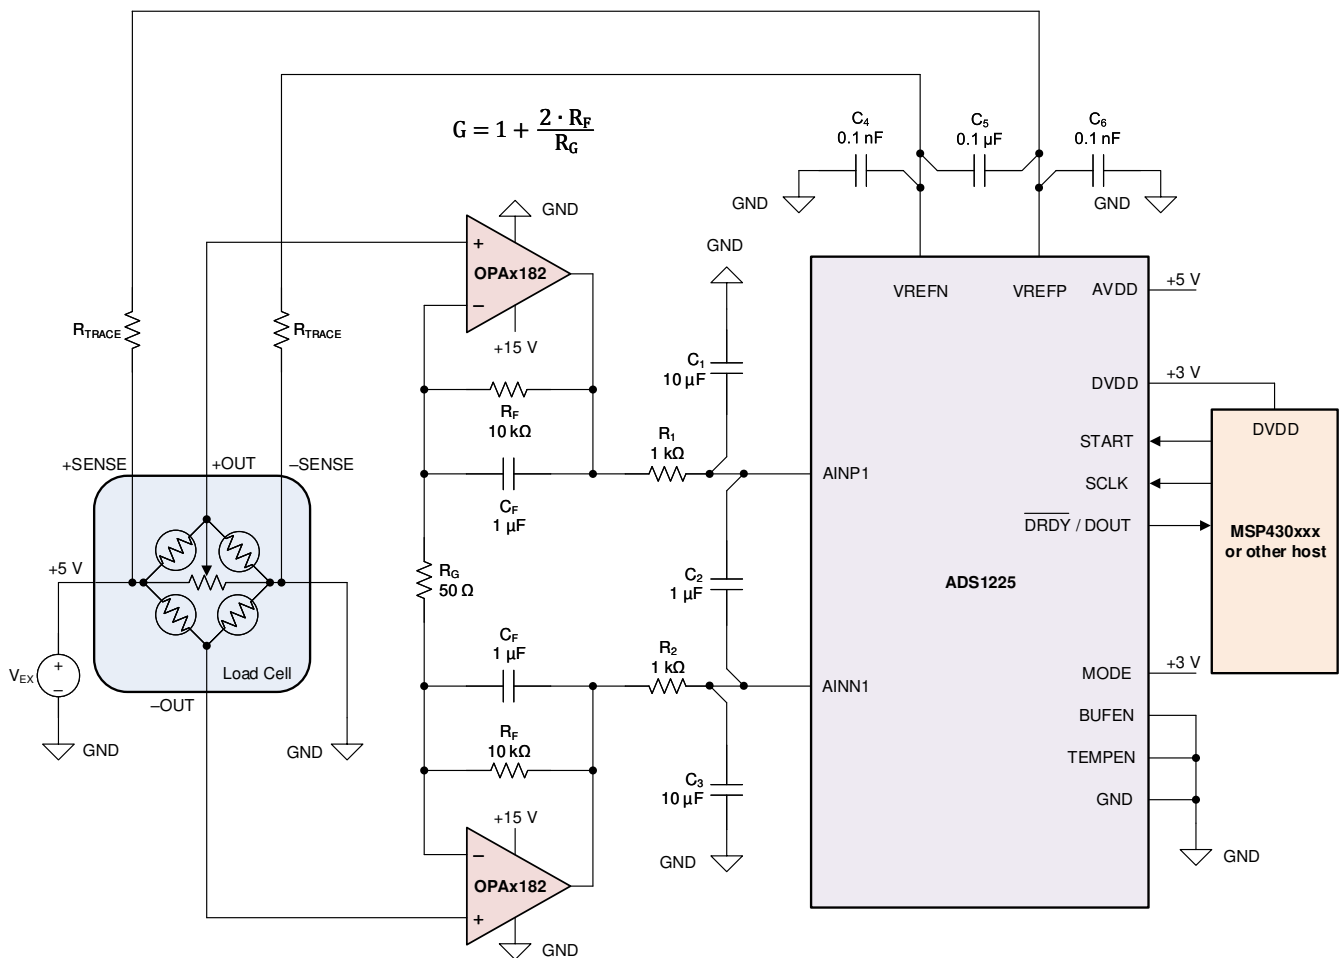 G = 1 + 2 · R_F / R_G
C4
0.1 nF
C5
0.1 µF
C6
0.1 nF
GND
GND
GND
+
OPAx182
−
+15 V
GND
VREFN
VREFP
AVDD
+5 V
R_TRACE
R_TRACE
C1
10 µF
R_F
10 kΩ
DVDD
+3 V
DVDD
START
SCLK
DRDY / DOUT
MSP430xxx
or other host
+SENSE
+OUT
–SENSE
R1
1 kΩ
AINP1
C_F
1 µF
+5 V
R_G
50 Ω
C2
1 µF
ADS1225
V_EX
+
−
Load Cell
–OUT
GND
GND
C_F
1 µF
R2
1 kΩ
AINN1
MODE
+3 V
BUFEN
TEMPEN
GND
GND
R_F
10 kΩ
C3
10 µF
GND
+15 V
−
OPAx182
+
GND